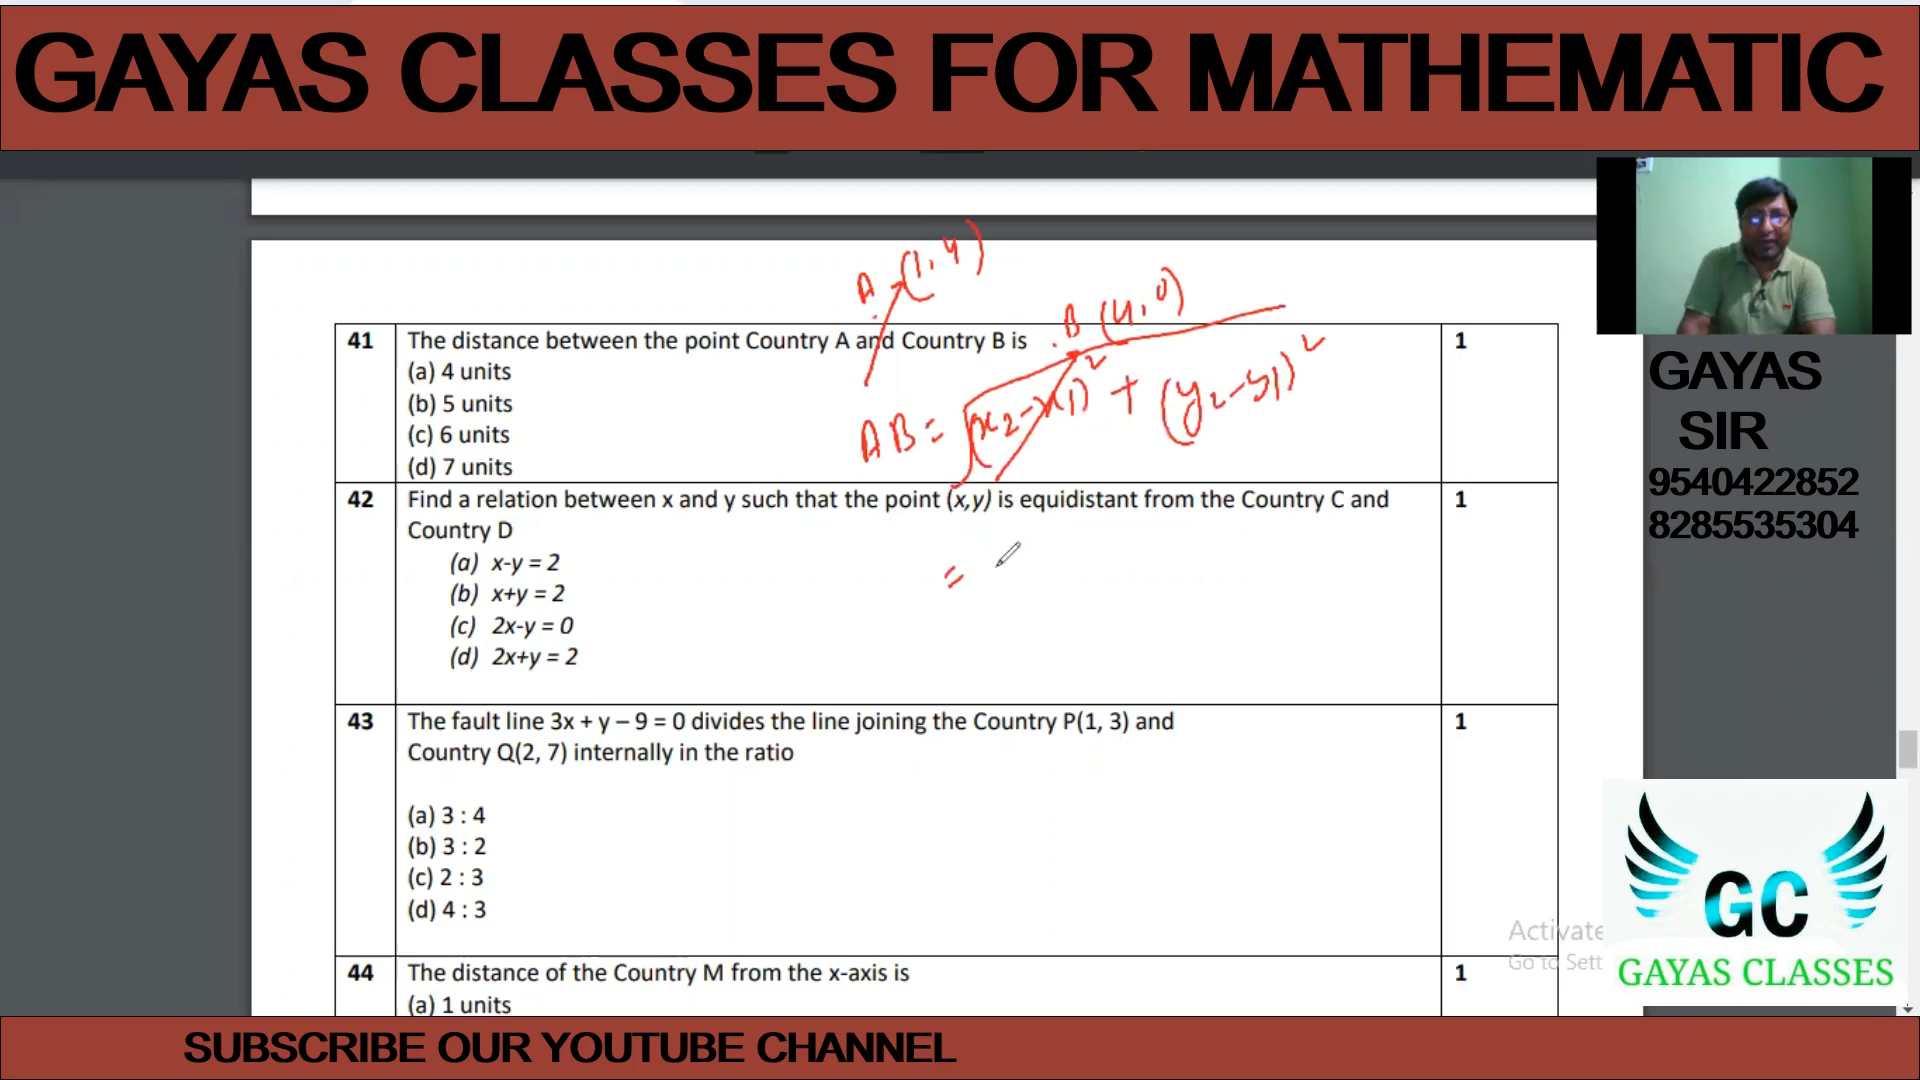 GAYAS CLASSES FOR MATHEMATIC
A (1, 4)
B (4, 0)
41 The distance between the point Country A and Country B is 1
(a) 4 units
(b) 5 units
(c) 6 units
(d) 7 units
AB = √(x2-x1)² + (y2-y1)²
42 Find a relation between x and y such that the point (x,y) is equidistant from the Country C and 1
Country D
(a) x-y = 2
(b) x+y = 2
(c) 2x-y = 0
(d) 2x+y = 2
=
43 The fault line 3x + y – 9 = 0 divides the line joining the Country P(1, 3) and 1
Country Q(2, 7) internally in the ratio
(a) 3 : 4
(b) 3 : 2
(c) 2 : 3
(d) 4 : 3
44 The distance of the Country M from the x-axis is 1
(a) 1 units
GAYAS
SIR
9540422852
8285535304
Activate
Go to Sett
GC
GAYAS CLASSES
SUBSCRIBE OUR YOUTUBE CHANNEL